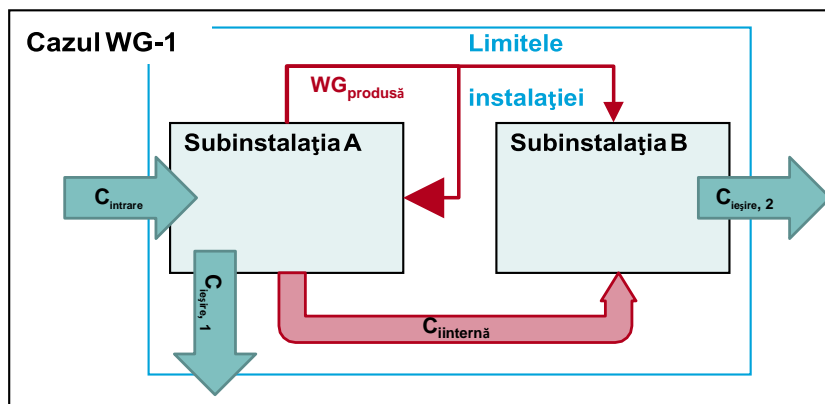 Cazul WG-1
Limitele
instalaţiei
WGprodusă
Subinstalaţia A
Subinstalaţia B
Cintrare
Cieşire, 2
Cieşire, 1
Ciinternă